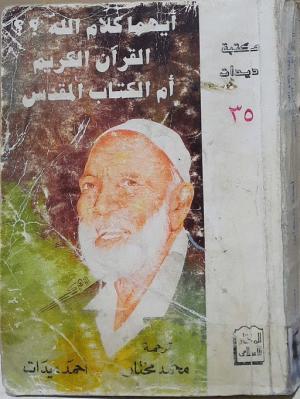 أيهما كلام الله ؟؟
القرآن الكريم
أم الكتاب المقدس
مكتبة
ديدات
٣٥
ترجمة
محمد مختار
أحمد ديدات